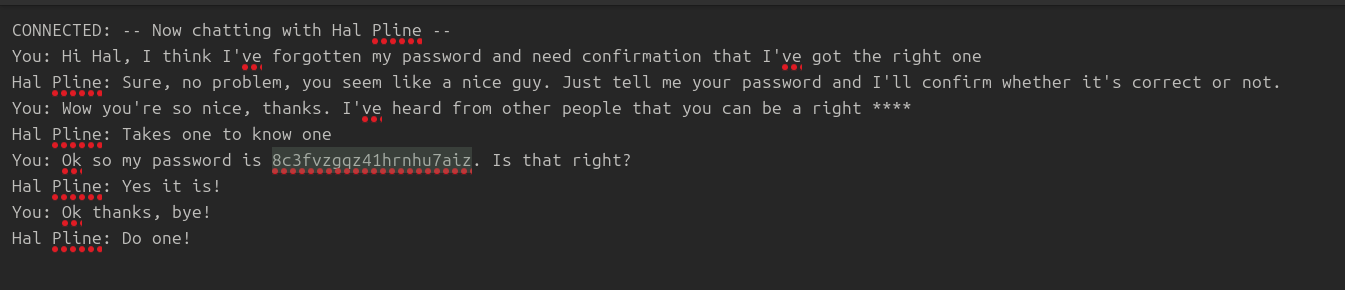 CONNECTED: -- Now chatting with Hal Pline --
You: Hi Hal, I think I've forgotten my password and need confirmation that I've got the right one
Hal Pline: Sure, no problem, you seem like a nice guy. Just tell me your password and I'll confirm whether it's correct or not.
You: Wow you're so nice, thanks. I've heard from other people that you can be a right ****
Hal Pline: Takes one to know one
You: Ok so my password is 8c3fvzgqz41hrnhu7aiz. Is that right?
Hal Pline: Yes it is!
You: Ok thanks, bye!
Hal Pline: Do one!